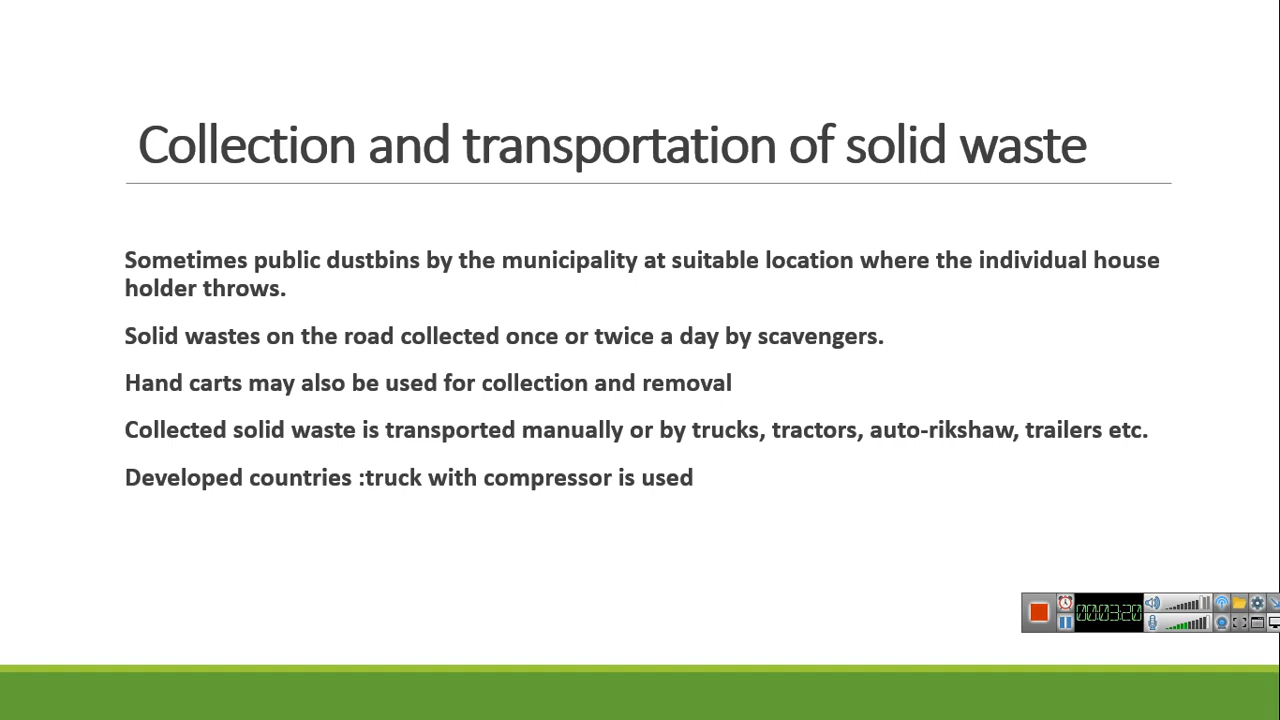 Collection and transportation of solid waste
Sometimes public dustbins by the municipality at suitable location where the individual house
holder throws.
Solid wastes on the road collected once or twice a day by scavengers.
Hand carts may also be used for collection and removal
Collected solid waste is transported manually or by trucks, tractors, auto-rikshaw, trailers etc.
Developed countries :truck with compressor is used
00:03:20